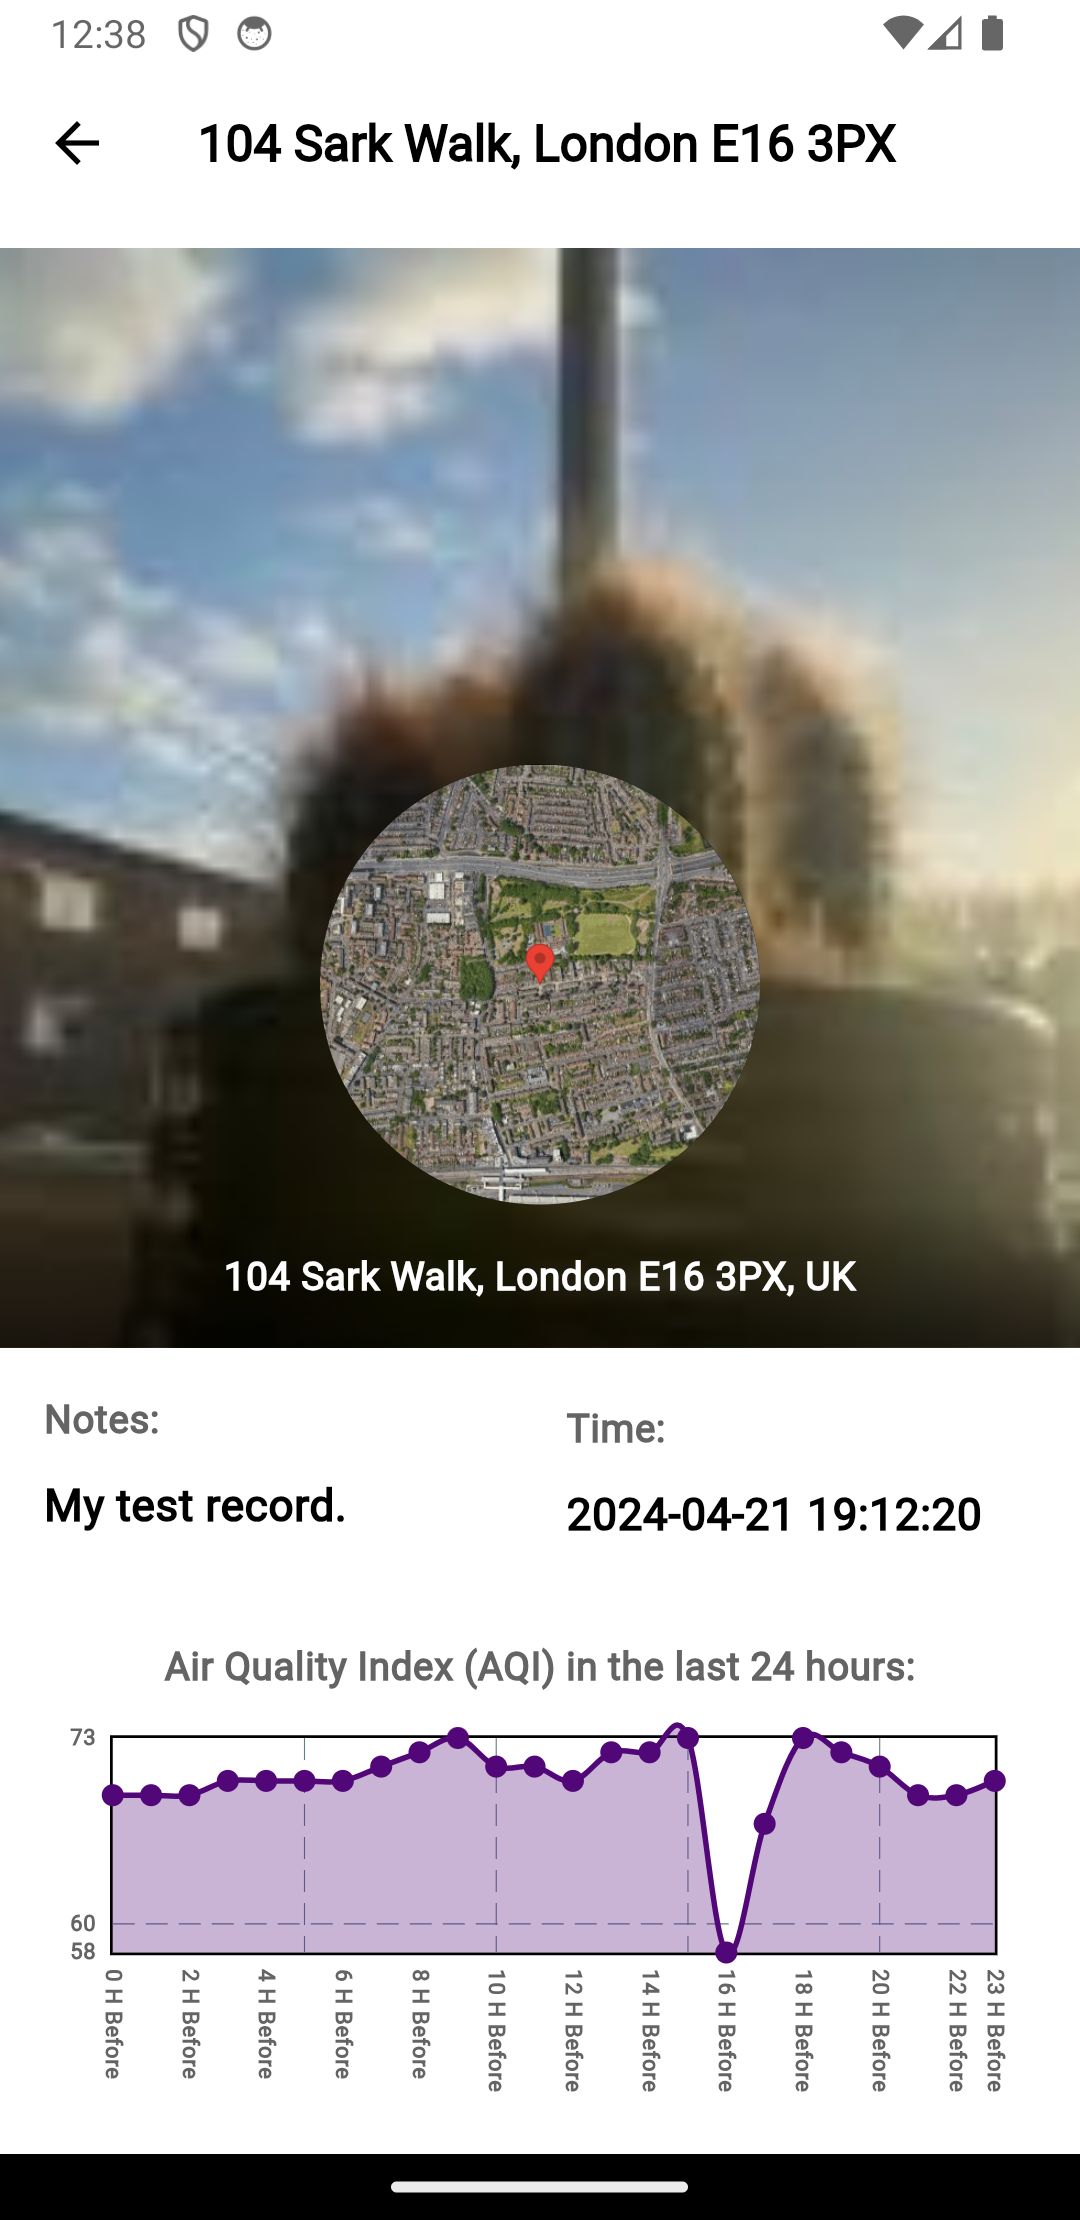 12:38
104 Sark Walk, London E16 3PX
104 Sark Walk, London E16 3PX, UK
Notes:
Time:
My test record.
2024-04-21 19:12:20
Air Quality Index (AQI) in the last 24 hours:
73
60
58
0 H Before
2 H Before
4 H Before
6 H Before
8 H Before
10 H Before
12 H Before
14 H Before
16 H Before
18 H Before
20 H Before
22 H Before
23 H Before